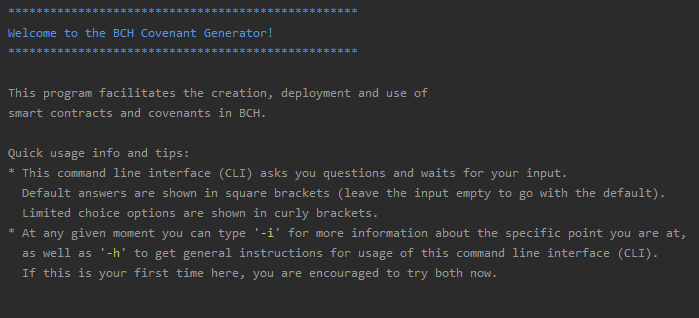 **************************************************
Welcome to the BCH Covenant Generator!
**************************************************
This program facilitates the creation, deployment and use of
smart contracts and covenants in BCH.
Quick usage info and tips:
* This command line interface (CLI) asks you questions and waits for your input.
Default answers are shown in square brackets (leave the input empty to go with the default).
Limited choice options are shown in curly brackets.
* At any given moment you can type '-i' for more information about the specific point you are at,
as well as '-h' to get general instructions for usage of this command line interface (CLI).
If this is your first time here, you are encouraged to try both now.